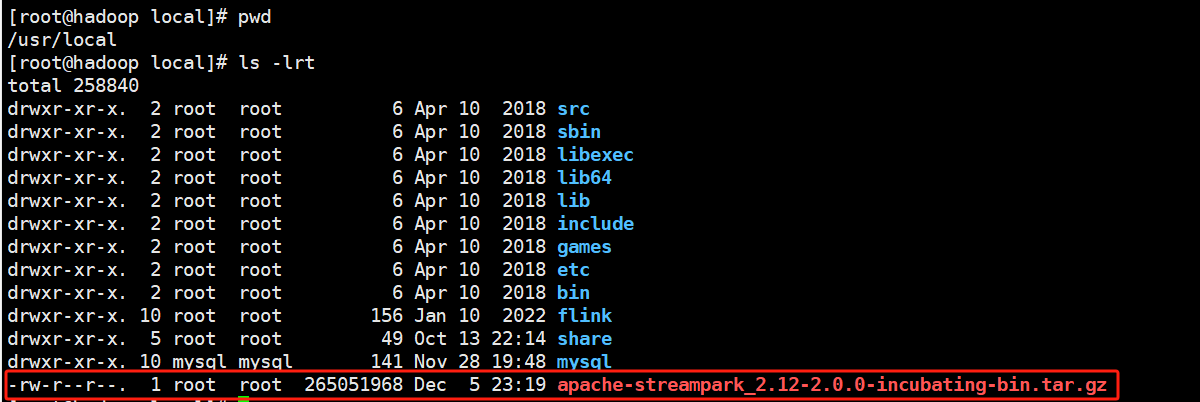 [root@hadoop local]# pwd
/usr/local
[root@hadoop local]# ls -lrt
total 258840
drwxr-xr-x.  2 root  root          6 Apr 10  2018 src
drwxr-xr-x.  2 root  root          6 Apr 10  2018 sbin
drwxr-xr-x.  2 root  root          6 Apr 10  2018 libexec
drwxr-xr-x.  2 root  root          6 Apr 10  2018 lib64
drwxr-xr-x.  2 root  root          6 Apr 10  2018 lib
drwxr-xr-x.  2 root  root          6 Apr 10  2018 include
drwxr-xr-x.  2 root  root          6 Apr 10  2018 games
drwxr-xr-x.  2 root  root          6 Apr 10  2018 etc
drwxr-xr-x.  2 root  root          6 Apr 10  2018 bin
drwxr-xr-x. 10 root  root        156 Jan 10  2022 flink
drwxr-xr-x.  5 root  root         49 Oct 13 22:14 share
drwxr-xr-x. 10 mysql mysql       141 Nov 28 19:48 mysql
-rw-r--r--.  1 root  root  265051968 Dec  5 23:19 apache-streampark_2.12-2.0.0-incubating-bin.tar.gz